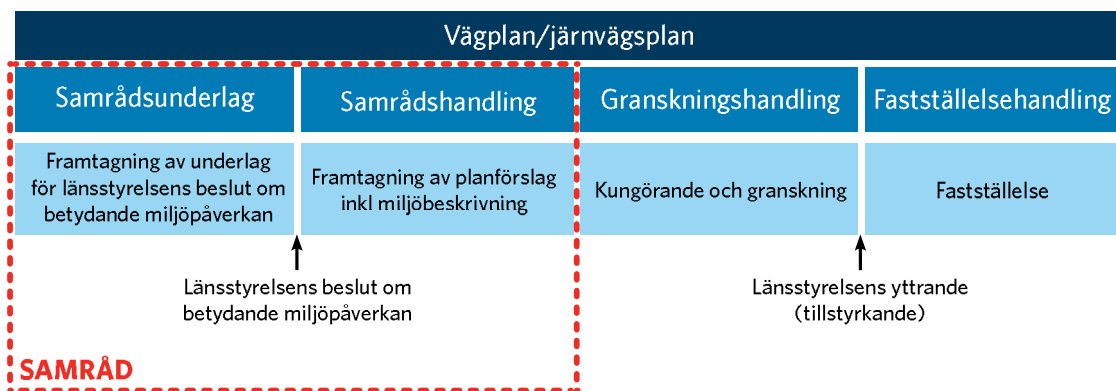 Vägplan/järnvägsplan
Samrådsunderlag
Samrådshandling
Granskningshandling
Fastställelsehandling
Framtagning av underlag
för länsstyrelsens beslut om
betydande miljöpåverkan
Framtagning av planförslag
inkl miljöbeskrivning
Kungörande och granskning
Fastställelse
Länsstyrelsens beslut om
betydande miljöpåverkan
Länsstyrelsens yttrande
(tillstyrkande)
SAMRÅD